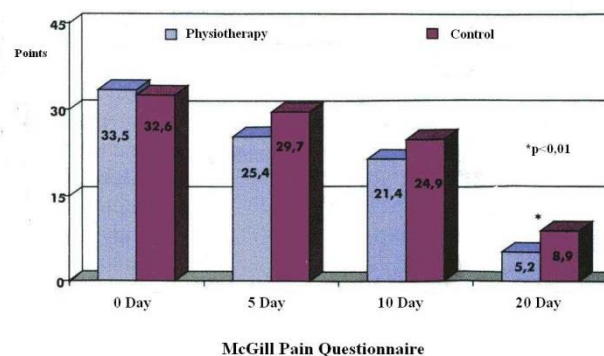 45
Physiotherapy Control
Points
30
33,5 32,6
29,7
25,4
24,9
21,4
*p<0,01
15
*
5,2 8,9
0
0 Day 5 Day 10 Day 20 Day
McGill Pain Questionnaire